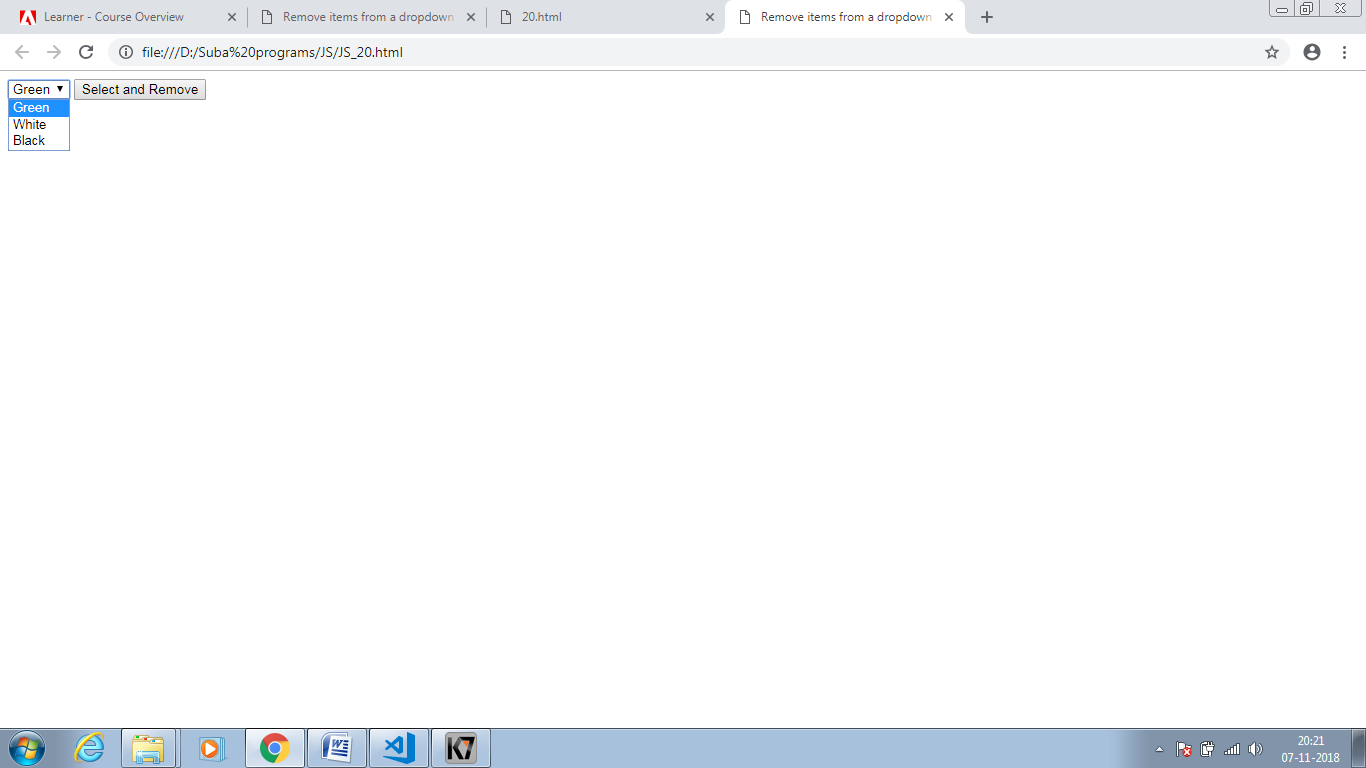 Learner - Course Overview
Remove items from a dropdown
20.html
Remove items from a dropdown
file:///D:/Suba%20programs/JS/JS_20.html
Green
Select and Remove
Green
White
Black
W
K7
20:21
07-11-2018